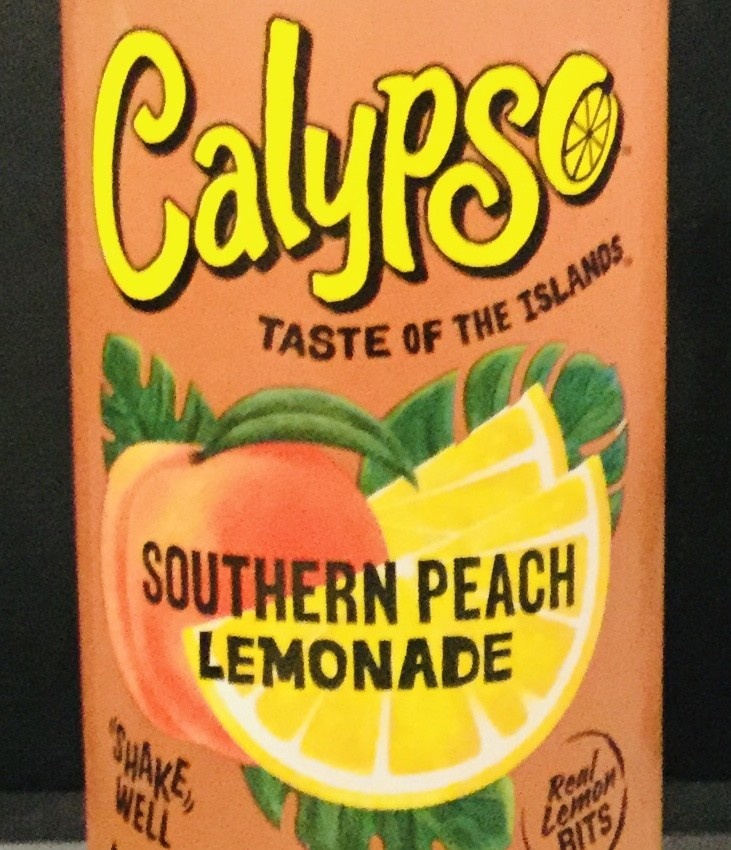 Calypso
TASTE OF THE ISLANDS
SOUTHERN PEACH
LEMONADE
"SHAKE"
WELL
Real
Lemon
BITS